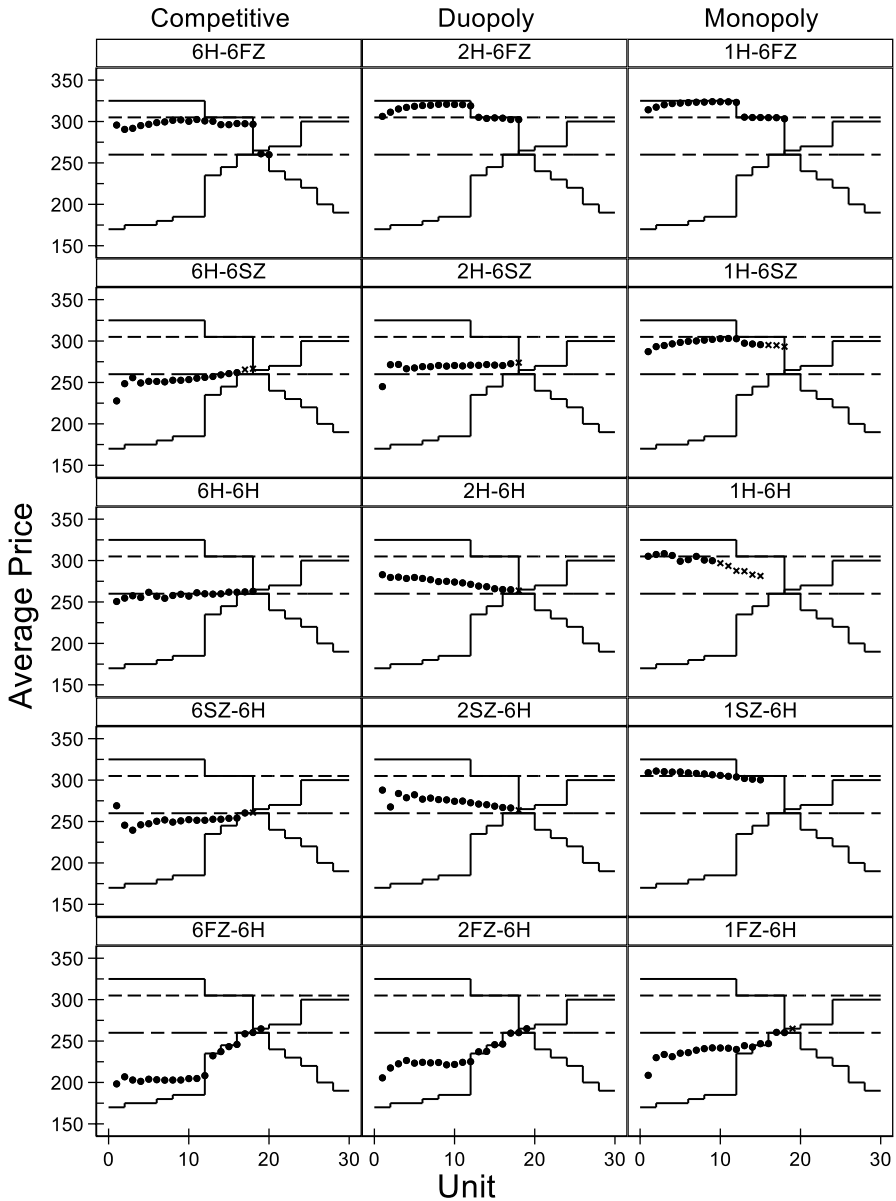 Competitive Duopoly Monopoly
6H-6FZ 2H-6FZ 1H-6FZ
350
300
250
200
150
6H-6SZ 2H-6SZ 1H-6SZ
350
300
250
200
150
6H-6H 2H-6H 1H-6H
350
300
250
200
150
Average Price
6SZ-6H 2SZ-6H 1SZ-6H
350
300
250
200
150
6FZ-6H 2FZ-6H 1FZ-6H
350
300
250
200
150
0 10 20 30 0 10 20 30 0 10 20 30
Unit